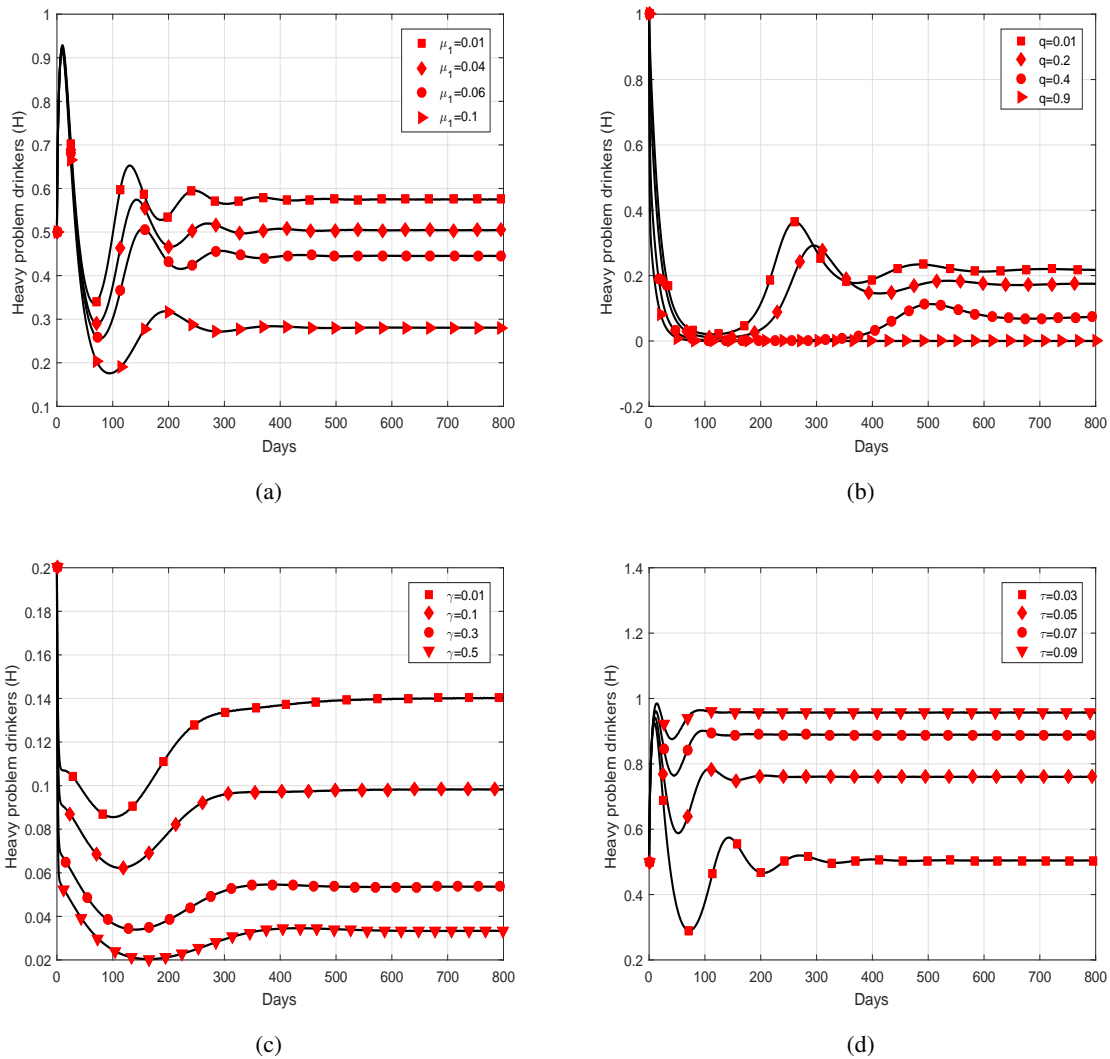 1
0.9
0.8
0.7
0.6
0.5
0.4
0.3
0.2
0.1
Heavy problem drinkers (H)
0 100 200 300 400 500 600 700 800
Days
μ1=0.01
μ1=0.04
μ1=0.06
μ1=0.1
(a)
1
0.8
0.6
0.4
0.2
0
-0.2
Heavy problem drinkers (H)
0 100 200 300 400 500 600 700 800
Days
q=0.01
q=0.2
q=0.4
q=0.9
(b)
0.2
0.18
0.16
0.14
0.12
0.1
0.08
0.06
0.04
0.02
Heavy problem drinkers (H)
0 100 200 300 400 500 600 700 800
Days
γ=0.01
γ=0.1
γ=0.3
γ=0.5
(c)
1.4
1.2
1
0.8
0.6
0.4
0.2
Heavy problem drinkers (H)
0 100 200 300 400 500 600 700 800
Days
τ=0.03
τ=0.05
τ=0.07
τ=0.09
(d)